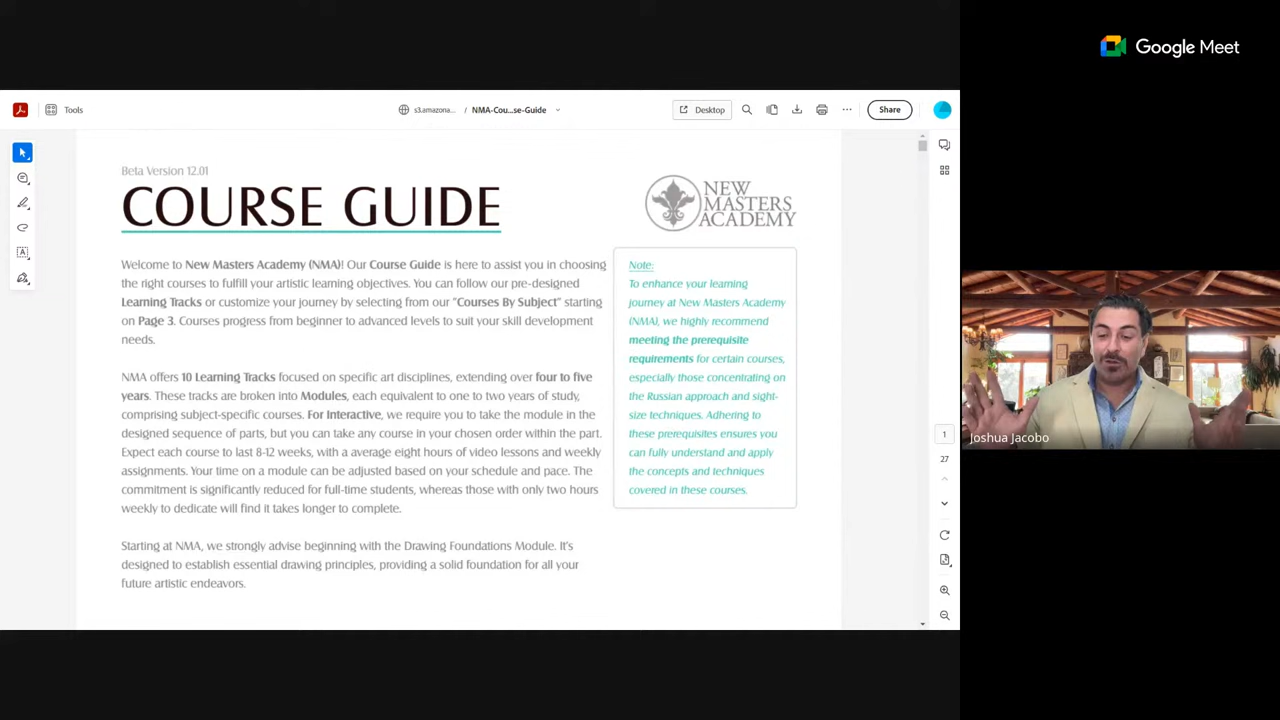 Google Meet
Tools
s3.amazona... / NMA-Cou...se-Guide
Desktop
Share
Beta Version 12.01
COURSE GUIDE
NEW
MASTERS
ACADEMY
Welcome to New Masters Academy (NMA)! Our Course Guide is here to assist you in choosing
the right courses to fulfill your artistic learning objectives. You can follow our pre-designed
Learning Tracks or customize your journey by selecting from our "Courses By Subject" starting
on Page 3. Courses progress from beginner to advanced levels to suit your skill development
needs.
NMA offers 10 Learning Tracks focused on specific art disciplines, extending over four to five
years. These tracks are broken into Modules, each equivalent to one to two years of study,
comprising subject-specific courses. For Interactive, we require you to take the module in the
designed sequence of parts, but you can take any course in your chosen order within the part.
Expect each course to last 8-12 weeks, with a average eight hours of video lessons and weekly
assignments. Your time on a module can be adjusted based on your schedule and pace. The
commitment is significantly reduced for full-time students, whereas those with only two hours
weekly to dedicate will find it takes longer to complete.
Starting at NMA, we strongly advise beginning with the Drawing Foundations Module. It's
designed to establish essential drawing principles, providing a solid foundation for all your
future artistic endeavors.
Note:
To enhance your learning
journey at New Masters Academy
(NMA), we highly recommend
meeting the prerequisite
requirements for certain courses,
especially those concentrating on
the Russian approach and sight-
size techniques. Adhering to
these prerequisites ensures you
can fully understand and apply
the concepts and techniques
covered in these courses.
1
27
Joshua Jacobo